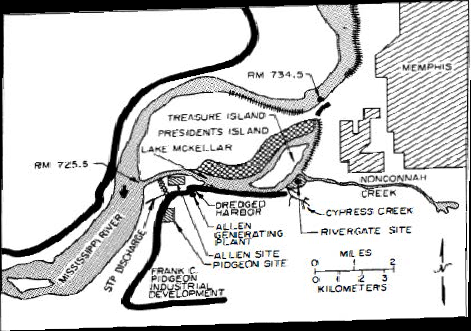 RM 734.5
MEMPHIS
TREASURE ISLAND
PRESIDENTS ISLAND
LAKE MCKELLAR
RM 725.5
NONCONNAH
CREEK
DREDGED
HARBOR
CYPRESS CREEK
ALLEN
GENERATING
PLANT
RIVERGATE SITE
MISSISSIPPI RIVER
STP DISCHARGE
ALLEN SITE
PIDGEON SITE
FRANK C.
PIDGEON
INDUSTRIAL
DEVELOPMENT
MILES
0 1 2
0 1 2 3
KILOMETERS
N